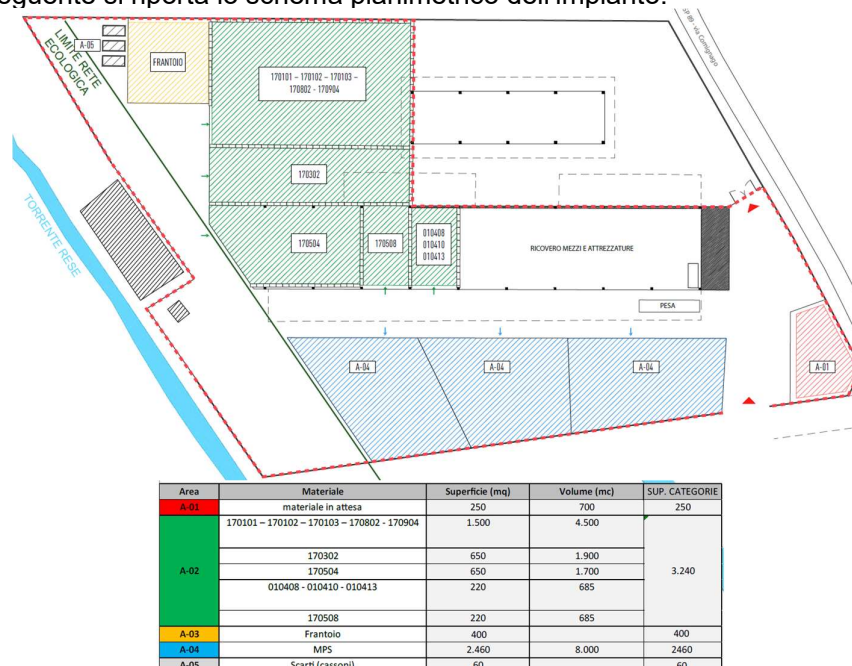 seguente si riporta lo schema planimetrico dell'impianto.
SP 89 - via Comignago
LIMITE RETE
ECOLOGICA
A-05
FRANTOIO
170101 – 170102 – 170103 –
170802 - 170904
170302
TORRENTE RESE
170504
170508
010408
010410
010413
RICOVERO MEZZI E ATTREZZATURE
PESA
A-04
A-04
A-04
A-01
Area Materiale Superficie (mq) Volume (mc) SUP. CATEGORIE
A-01 materiale in attesa 250 700 250
170101 – 170102 – 170103 – 170802 - 170904 1.500 4.500
170302 650 1.900
A-02 170504 650 1.700 3.240
010408 - 010410 - 010413 220 685
170508 220 685
A-03 Frantoio 400 400
A-04 MPS 2.460 8.000 2460
A-05 Scarti (cassoni) 60 60